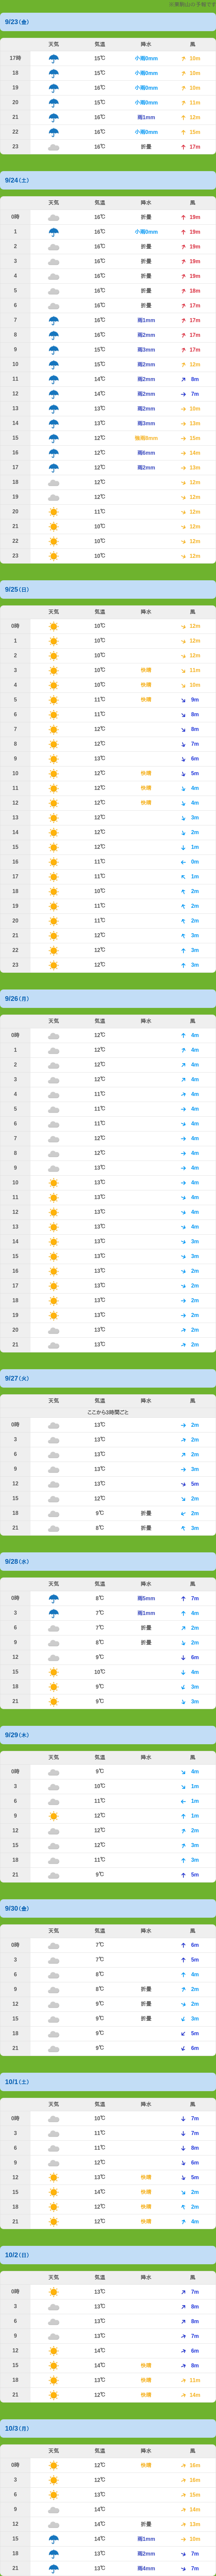 9/23(金)
天気 気温 降水 風
17時 15℃ 小雨0mm 10m
18 15℃ 小雨0mm 10m
19 16℃ 小雨0mm 10m
20 15℃ 小雨0mm 11m
21 16℃ 雨1mm 12m
22 16℃ 小雨0mm 15m
23 16℃ 折畳 17m
9/24(土)
天気 気温 降水 風
0時 16℃ 折畳 19m
1 16℃ 小雨0mm 19m
2 16℃ 折畳 19m
3 16℃ 折畳 19m
4 16℃ 折畳 19m
5 16℃ 折畳 18m
6 16℃ 折畳 17m
7 16℃ 雨1mm 17m
8 16℃ 雨2mm 17m
9 15℃ 雨3mm 17m
10 15℃ 雨2mm 12m
11 14℃ 雨2mm 8m
12 14℃ 雨2mm 7m
13 13℃ 雨2mm 10m
14 13℃ 雨3mm 13m
15 12℃ 強雨8mm 15m
16 12℃ 雨6mm 14m
17 12℃ 雨2mm 13m
18 12℃ 12m
19 12℃ 12m
20 11℃ 12m
21 10℃ 12m
22 10℃ 12m
23 10℃ 12m
9/25(日)
天気 気温 降水 風
0時 10℃ 12m
1 10℃ 12m
2 10℃ 12m
3 10℃ 快晴 11m
4 10℃ 快晴 10m
5 11℃ 快晴 9m
6 11℃ 8m
7 12℃ 8m
8 12℃ 7m
9 13℃ 6m
10 12℃ 快晴 5m
11 12℃ 快晴 4m
12 12℃ 快晴 4m
13 12℃ 3m
14 12℃ 2m
15 12℃ 1m
16 11℃ 0m
17 11℃ 1m
18 10℃ 2m
19 11℃ 2m
20 11℃ 2m
21 12℃ 3m
22 12℃ 3m
23 12℃ 3m
9/26(月)
天気 気温 降水 風
0時 12℃ 4m
1 12℃ 4m
2 12℃ 4m
3 12℃ 4m
4 11℃ 4m
5 11℃ 4m
6 11℃ 4m
7 12℃ 4m
8 12℃ 4m
9 13℃ 4m
10 13℃ 4m
11 13℃ 4m
12 13℃ 4m
13 13℃ 4m
14 13℃ 3m
15 13℃ 3m
16 13℃ 2m
17 13℃ 2m
18 13℃ 2m
19 13℃ 2m
20 13℃ 2m
21 13℃ 2m
9/27(火)
天気 気温 降水 風
ここから3時間ごと
0時 13℃ 2m
3 13℃ 2m
6 13℃ 2m
9 13℃ 3m
12 13℃ 5m
15 12℃ 2m
18 9℃ 折畳 2m
21 8℃ 折畳 3m
9/28(水)
天気 気温 降水 風
0時 8℃ 雨5mm 7m
3 7℃ 雨1mm 4m
6 7℃ 折畳 2m
9 8℃ 折畳 2m
12 9℃ 6m
15 10℃ 4m
18 9℃ 3m
21 9℃ 3m
9/29(木)
天気 気温 降水 風
0時 9℃ 4m
3 10℃ 1m
6 11℃ 1m
9 12℃ 1m
12 12℃ 2m
15 12℃ 3m
18 11℃ 3m
21 9℃ 5m
9/30(金)
天気 気温 降水 風
0時 7℃ 6m
3 7℃ 5m
6 8℃ 4m
9 8℃ 折畳 2m
12 9℃ 折畳 2m
15 9℃ 折畳 3m
18 9℃ 5m
21 9℃ 6m
10/1(土)
天気 気温 降水 風
0時 10℃ 7m
3 11℃ 7m
6 11℃ 8m
9 12℃ 6m
12 13℃ 快晴 5m
15 14℃ 快晴 2m
18 12℃ 快晴 2m
21 12℃ 快晴 4m
10/2(日)
天気 気温 降水 風
0時 13℃ 7m
3 13℃ 8m
6 13℃ 8m
9 13℃ 7m
12 14℃ 6m
15 14℃ 快晴 8m
18 13℃ 快晴 11m
21 12℃ 快晴 14m
10/3(月)
天気 気温 降水 風
0時 12℃ 快晴 16m
3 12℃ 16m
6 13℃ 15m
9 14℃ 14m
12 14℃ 折畳 13m
15 14℃ 雨1mm 10m
18 13℃ 雨2mm 7m
21 13℃ 雨4mm 7m